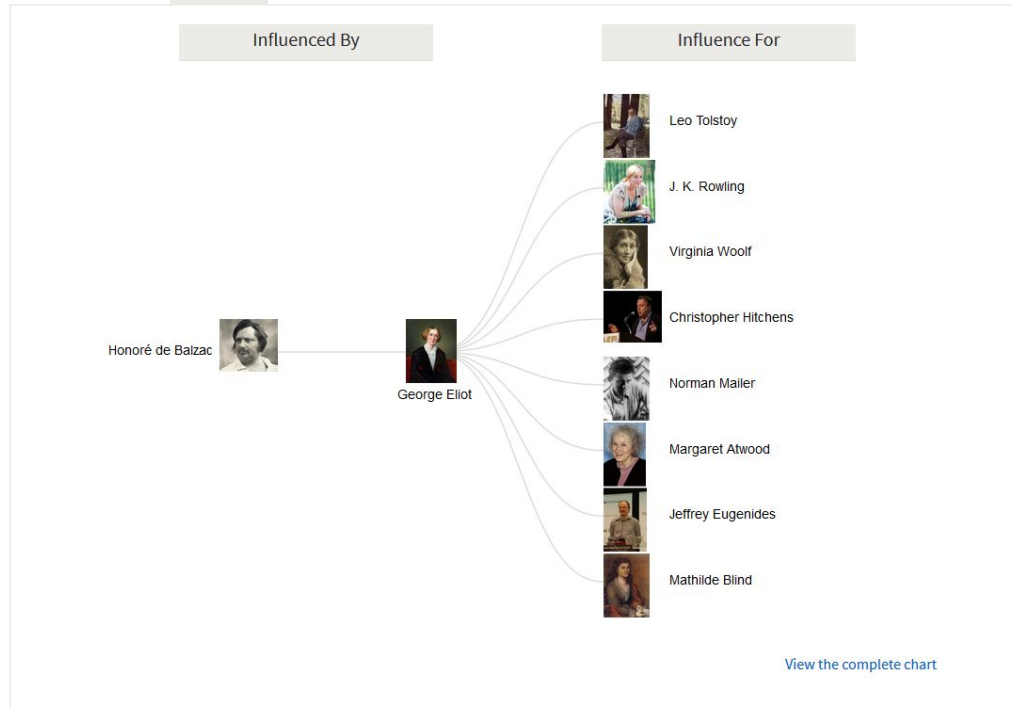 Influenced By
Influence For
Leo Tolstoy
J. K. Rowling
Virginia Woolf
Christopher Hitchens
Honoré de Balzac
George Eliot
Norman Mailer
Margaret Atwood
Jeffrey Eugenides
Mathilde Blind
View the complete chart